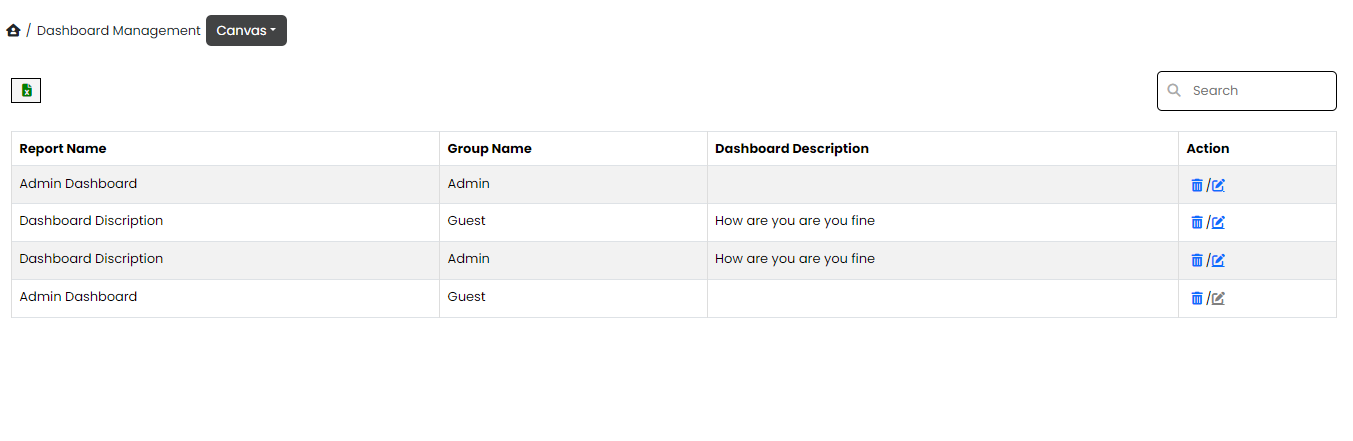 / Dashboard Management Canvas
Search
Report Name Group Name Dashboard Description Action
Admin Dashboard Admin /
Dashboard Discription Guest How are you are you fine /
Dashboard Discription Admin How are you are you fine /
Admin Dashboard Guest /